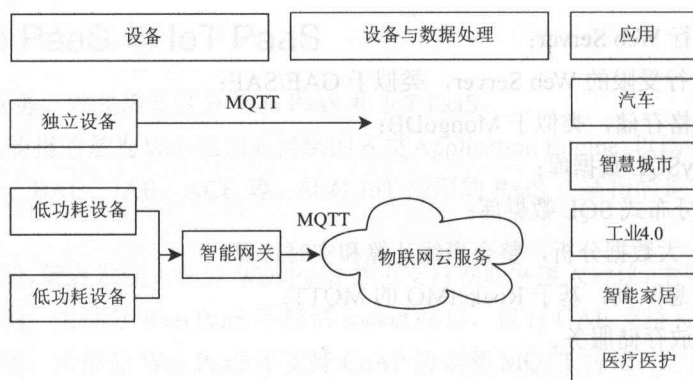 设备
设备与数据处理
应用
独立设备
MQTT
汽车
智慧城市
低功耗设备
MQTT
工业4.0
智能网关
物联网云服务
低功耗设备
智能家居
医疗医护